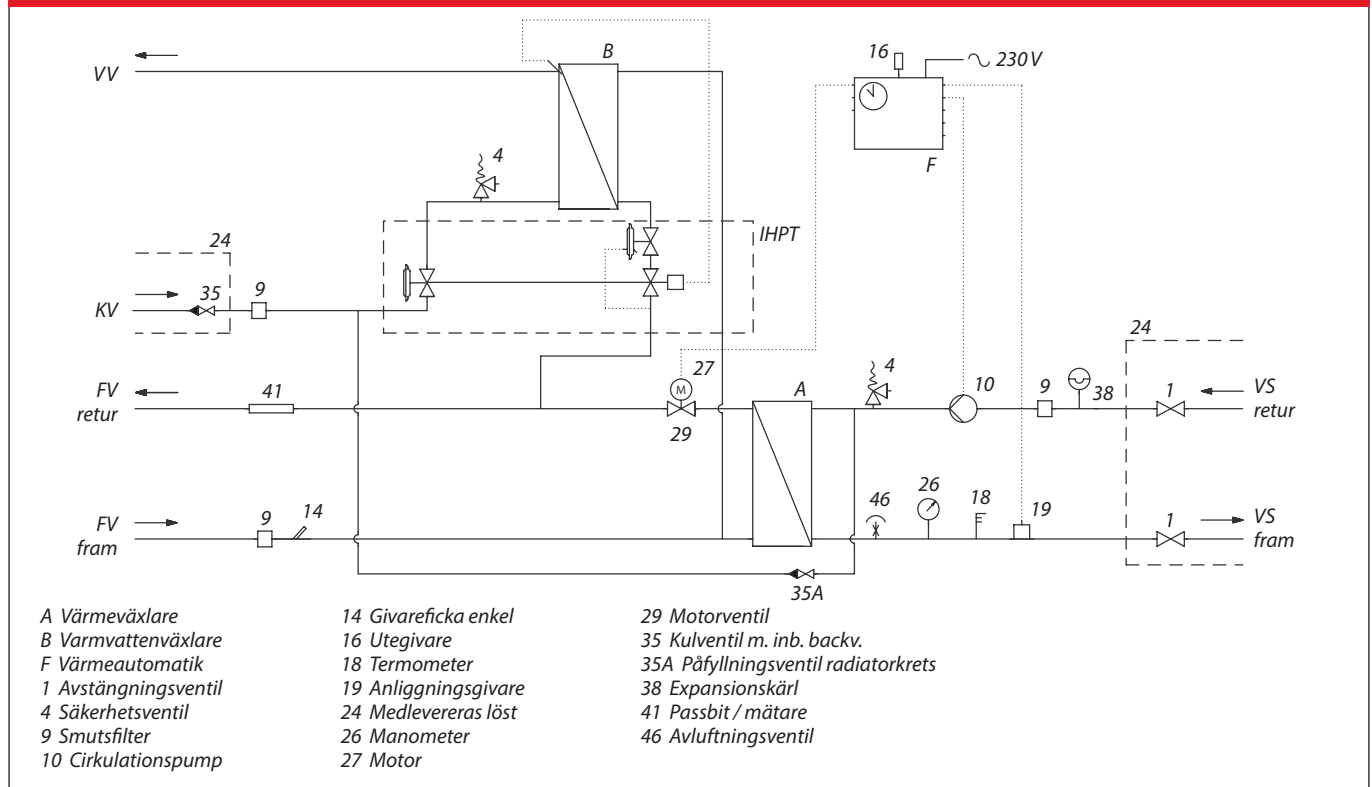 B
VV
16
230 V
F
4
IHPT
24
35
9
KV
24
27
4
10
9
38
1
VS
retur
A
FV
retur
41
29
M
46
26
18
19
1
VS
fram
FV
fram
9
14
35A
A Värmeväxlare
B Varmvattenväxlare
F Värmeautomatik
1 Avstängningsventil
4 Säkerhetsventil
9 Smutsfilter
10 Cirkulationspump
14 Givareficka enkel
16 Utegivare
18 Termometer
19 Anliggningsgivare
24 Medlevereras löst
26 Manometer
27 Motor
29 Motorventil
35 Kulventil m. inb. backv.
35A Påfyllningsventil radiatorkrets
38 Expansionskärl
41 Passbit / mätare
46 Avluftningsventil